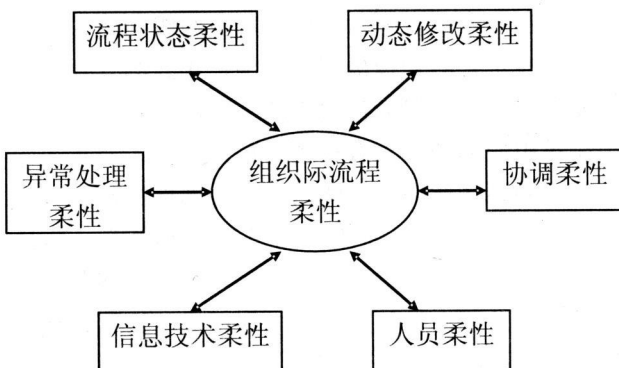 流程状态柔性
动态修改柔性
异常处理
柔性
组织际流程
柔性
协调柔性
信息技术柔性
人员柔性